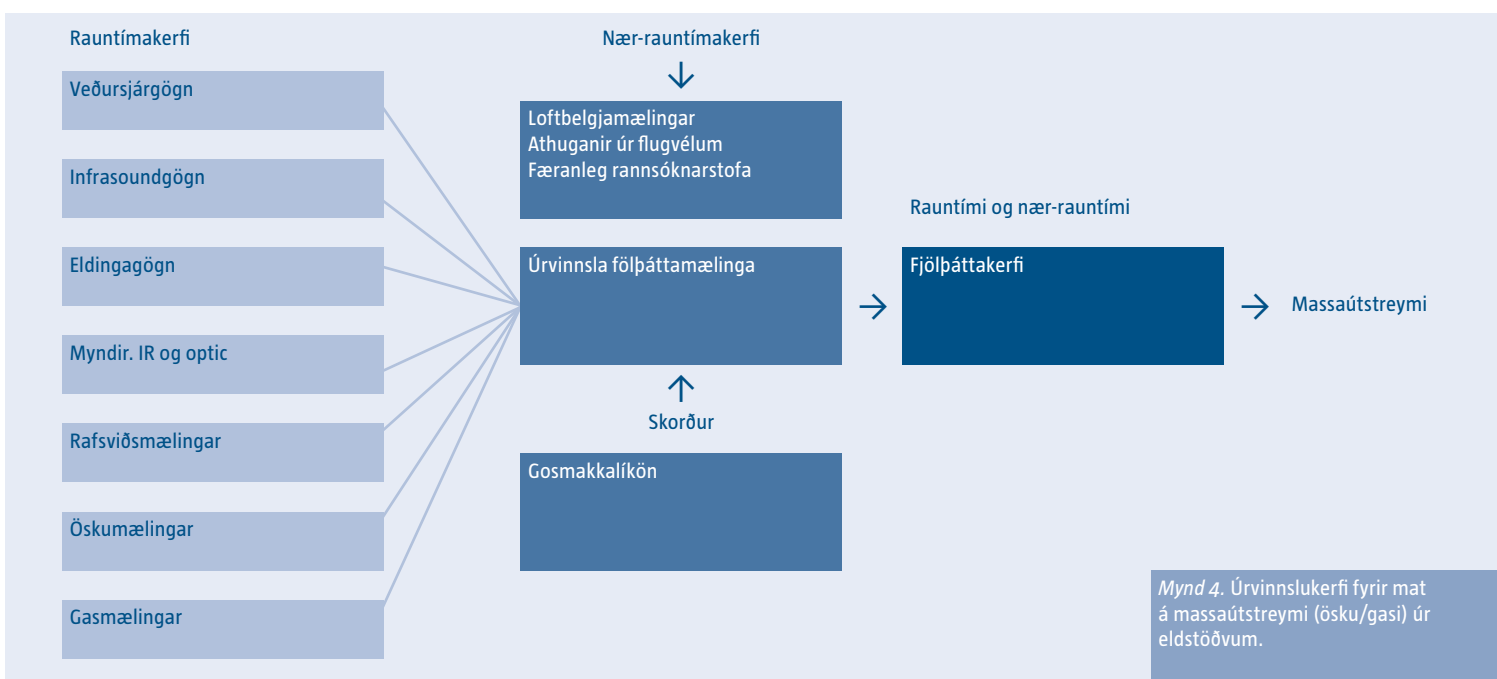 Rauntímakerfi
Veðursjárgögn
Infrasoundgögn
Eldingagögn
Myndir. IR og optic
Rafsviðsmælingar
Öskumælingar
Gasmælingar
Nær-rauntímakerfi
Loftbelgjamælingar
Athuganir úr flugvélum
Færanleg rannsóknarstofa
Úrvinnsla fölþáttamælinga
Skorður
Gosmakkalíkön
Rauntími og nær-rauntími
Fjölþáttakerfi
Massaútstreymi
Mynd 4. Úrvinnslukerfi fyrir mat
á massaútstreymi (ösku/gasi) úr
eldstöðvum.